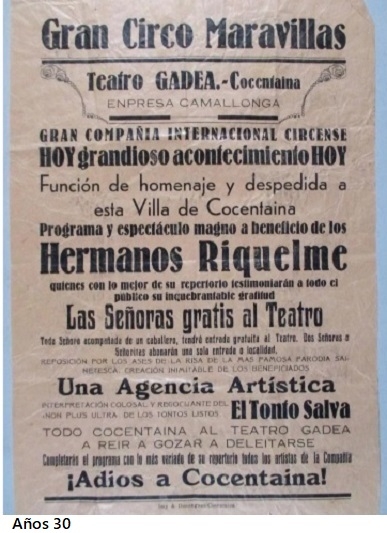 Gran Circo Maravillas
Teatro GADEA.-Cocentaina
ENPRESA CAMALLONGA
GRAN COMPAÑIA INTERNACIONAL CIRCENSE
HOY grandioso acontecimiento HOY
Función de homenaje y despedida a
esta Villa de Cocentaina
Programa y espectáculo magno a beneficio de los
Hermanos Riquelme
quienes con lo mejor de su repertorio testimoniarán a todo el
público su inquebrantable gratitud
Las Señoras gratis al Teatro
Toda Señora acompañada de un caballero, tendrá entrada gratuita al Teatro. Dos Señoras o
Señoritas abonarán una sola entrada o localidad.
REPOSICIÓN POR LOS ASES DE LA RISA DE LA MAS FAMOSA PARODIA SAI-
NETESCA, CREACIÓN INIMITABLE DE LOS BENEFICIADOS
Una Agencia Artística
INTERPRETACIÓN COLOSAL Y REGOCIJANTE DEL
-NON PLUS ULTRA- DE LOS TONTOS LISTOS El Tonto Salva
TODO COCENTAINA AL TEATRO GADEA
A REIR A GOZAR A DELEITARSE
Completarán el programa con lo más variado de su repertorio todos los artistas de la Compañía
¡Adios a Cocentaina!
Años 30